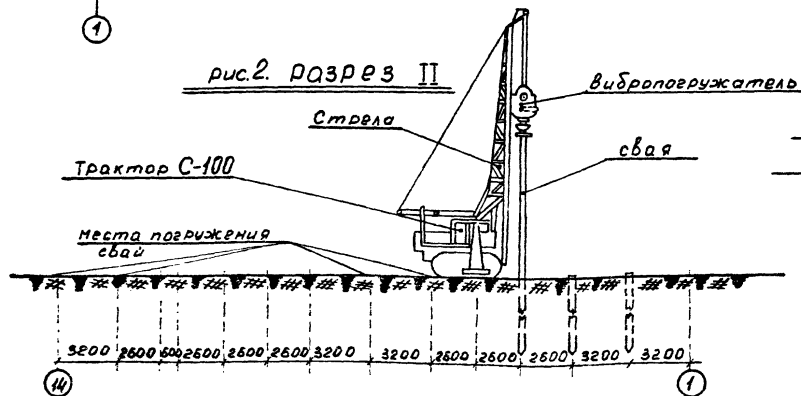 1
рис.2. Разрез II
вибропогружатель
Стрела
свая
Трактор С-100
места погружения
свай
3200 2600 600 2600 2600 2600 3200 3200 2600 2600 2600 3200 3200
14 1